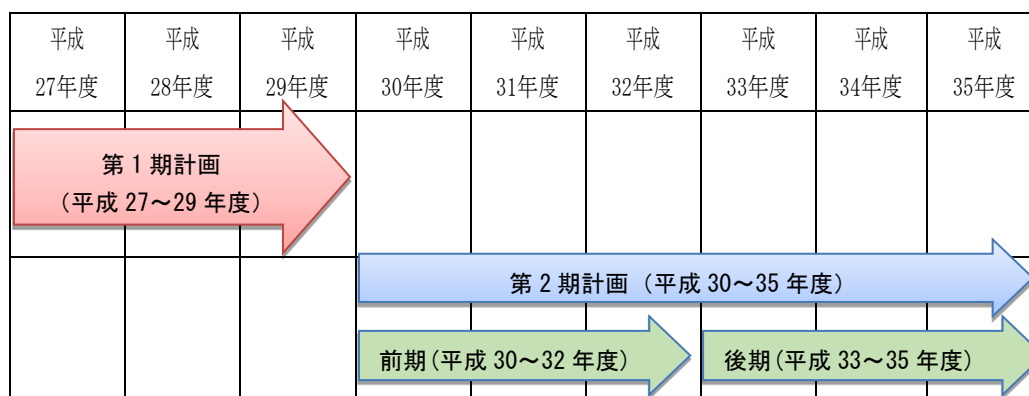 平成 平成 平成 平成 平成 平成 平成 平成 平成
27年度 28年度 29年度 30年度 31年度 32年度 33年度 34年度 35年度
第1期計画
（平成 27～29 年度）
第2期計画（平成 30～35 年度）
前期(平成 30～32 年度) 後期(平成 33～35 年度)